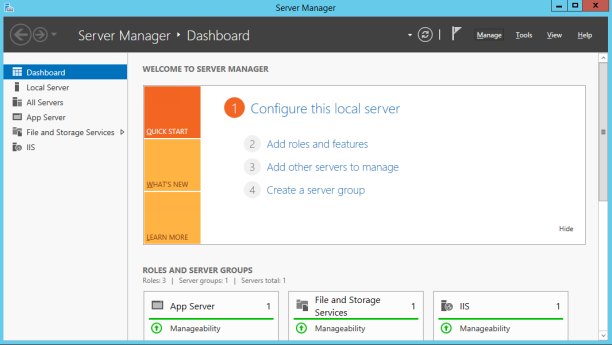 Server Manager
Server Manager ‣ Dashboard
Manage Tools View Help
Dashboard
Local Server
All Servers
App Server
File and Storage Services
IIS
WELCOME TO SERVER MANAGER
QUICK START
WHAT'S NEW
LEARN MORE
1 Configure this local server
2 Add roles and features
3 Add other servers to manage
4 Create a server group
Hide
ROLES AND SERVER GROUPS
Roles: 3 | Server groups: 1 | Servers total: 1
App Server 1
Manageability
File and Storage
Services 1
Manageability
IIS 1
Manageability